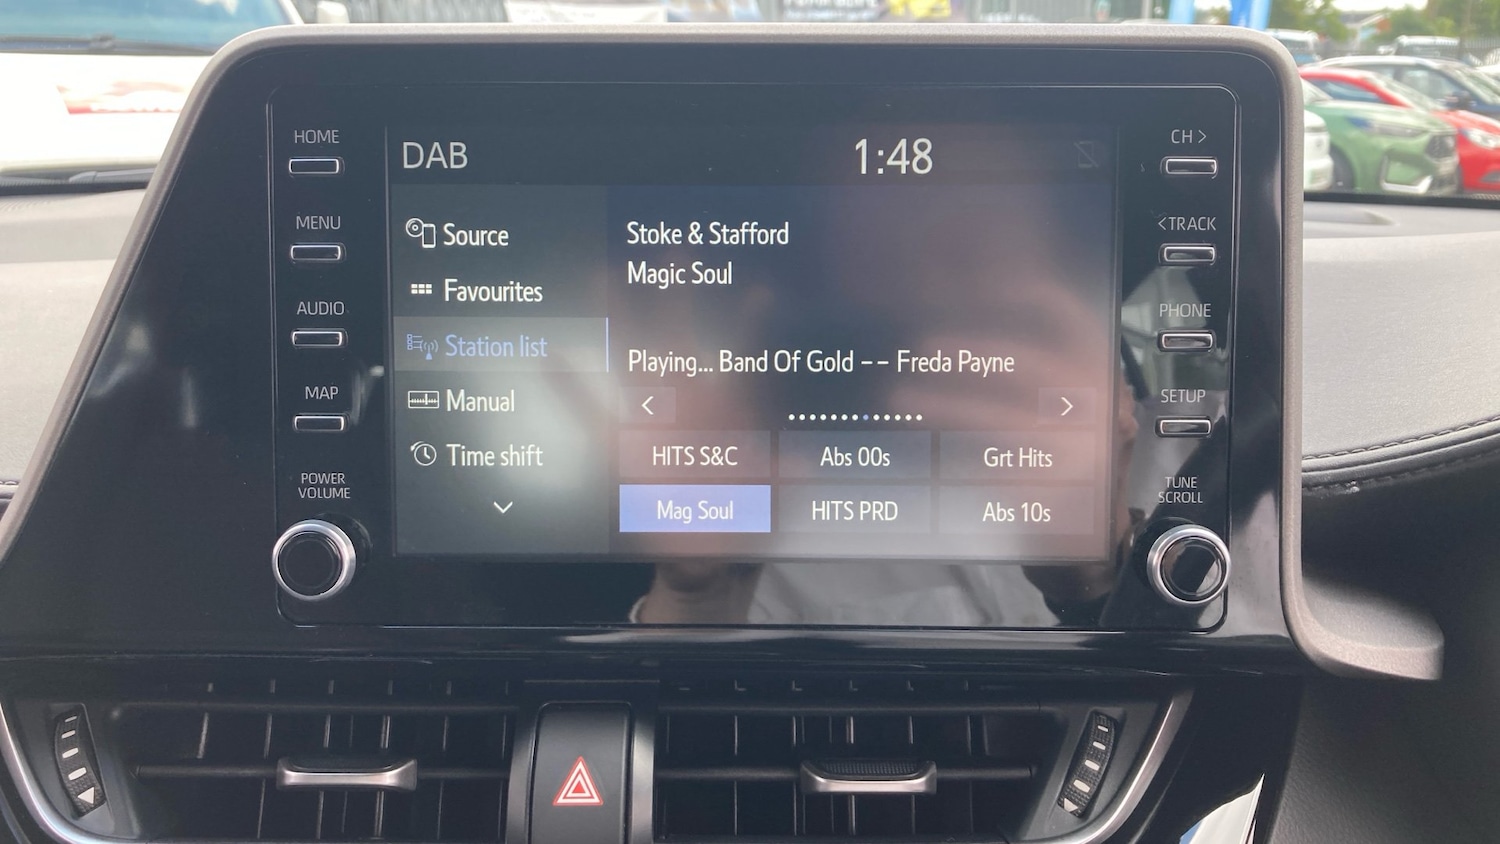 HOME
MENU
AUDIO
MAP
POWER
VOLUME
DAB
1:48
Source
Favourites
Station list
Manual
Time shift
Stoke & Stafford
Magic Soul
Playing... Band Of Gold -- Freda Payne
HITS S&C
Abs 00s
Grt Hits
Mag Soul
HITS PRD
Abs 10s
CH >
<TRACK
PHONE
SETUP
TUNE
SCROLL